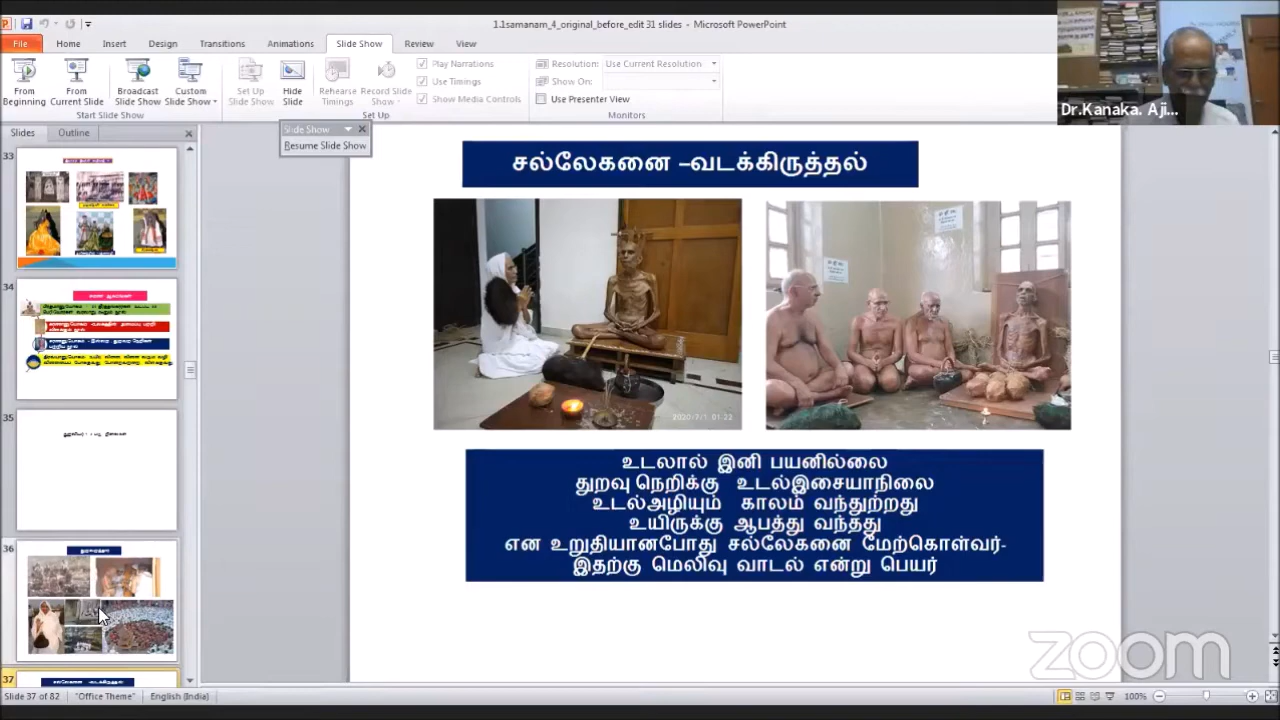 1.1samanam_4_original_before_edit 31 slides - Microsoft PowerPoint
File Home Insert Design Transitions Animations Slide Show Review View
From Beginning
From Current Slide
Broadcast Slide Show
Custom Slide Show
Start Slide Show
Set Up Slide Show
Hide Slide
Rehearse Timings
Record Slide Show
Play Narrations
Use Timings
Show Media Controls
Set Up
Resolution: Use Current Resolution
Show On:
Use Presenter View
Monitors
Dr.Kanaka. Aji...
Slides Outline
Slide Show
Resume Slide Show
33
34
35
36
37
சல்லேகனை –வடக்கிருத்தல்
2020/7/1 01:22
உடலால் இனி பயனில்லை
துறவு நெறிக்கு உடல்இசையாநிலை
உடல்அழியும் காலம் வந்துற்றது
உயிருக்கு ஆபத்து வந்தது
என உறுதியானபோது சல்லேகனை மேற்கொள்வர்-
இதற்கு மெலிவு வாடல் என்று பெயர்
zoom
Slide 37 of 82 "Office Theme" English (India) 100%